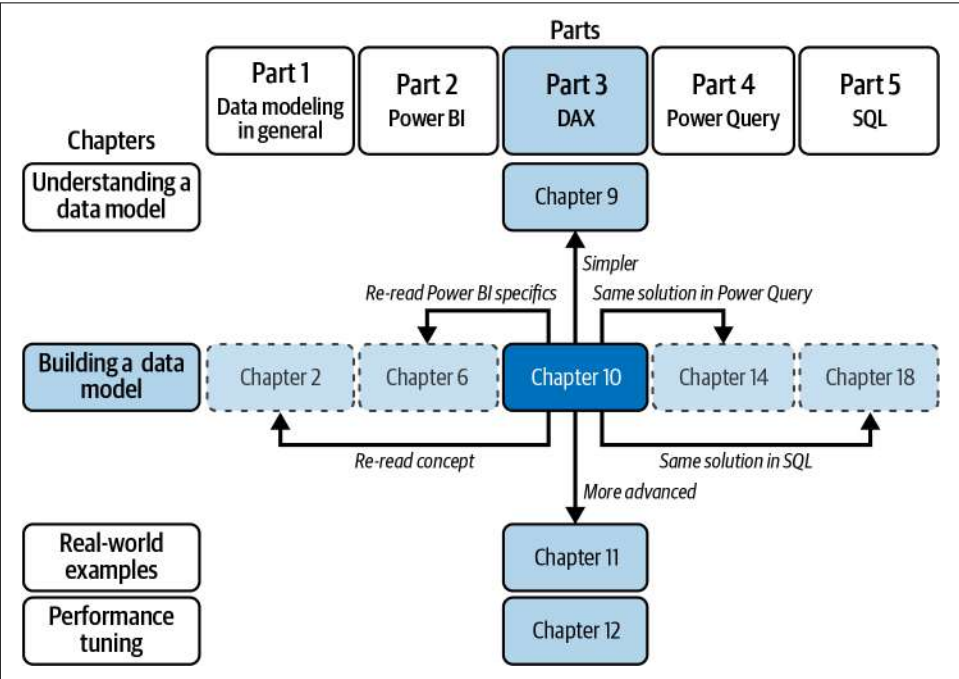 Parts
Part 1
Data modeling
in general
Part 2
Power BI
Part 3
DAX
Part 4
Power Query
Part 5
SQL
Chapters
Understanding a
data model
Chapter 9
Simpler
Re-read Power BI specifics
Same solution in Power Query
Building a data
model
Chapter 2
Chapter 6
Chapter 10
Chapter 14
Chapter 18
Re-read concept
Same solution in SQL
More advanced
Real-world
examples
Chapter 11
Performance
tuning
Chapter 12